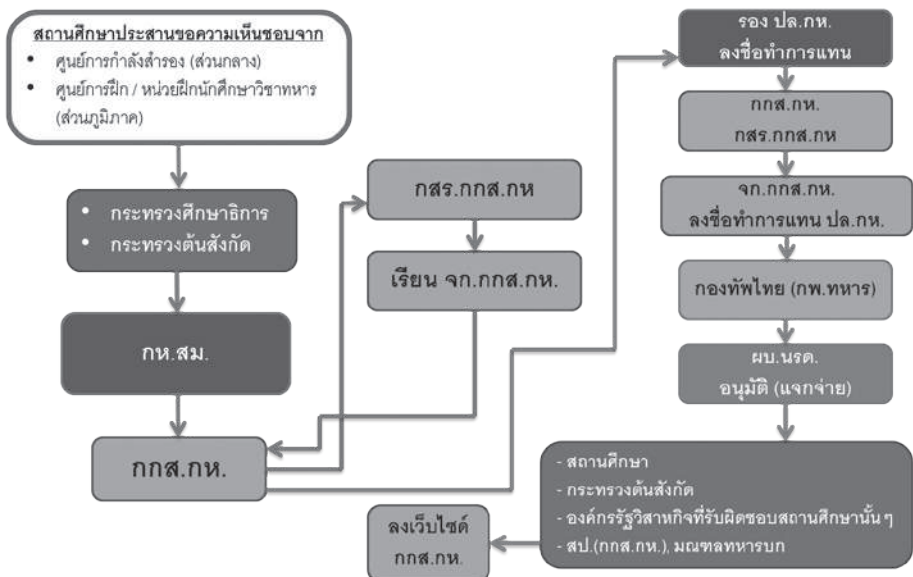 สถานศึกษาประสานขอความเห็นชอบจาก
• ศูนย์การกำลังสำรอง (ส่วนกลาง)
• ศูนย์การฝึก / หน่วยฝึกนักศึกษาวิชาทหาร
(ส่วนภูมิภาค)
• กระทรวงศึกษาธิการ
• กระทรวงต้นสังกัด
กห.สม.
กกส.กห.
กสร.กกส.กห
เรียน จก.กกส.กห.
รอง ปล.กห.
ลงชื่อทำการแทน
กกส.กห.
กสร.กกส.กห
จก.กกส.กห.
ลงชื่อทำการแทน ปล.กห.
กองทัพไทย (กพ.ทหาร)
ผบ.นรด.
อนุมัติ (แจกจ่าย)
- สถานศึกษา
- กระทรวงต้นสังกัด
- องค์กรรัฐวิสาหกิจที่รับผิดชอบสถานศึกษานั้นๆ
- สป.(กกส.กห.), มณฑลทหารบก
ลงเว็บไซด์
กกส.กห.